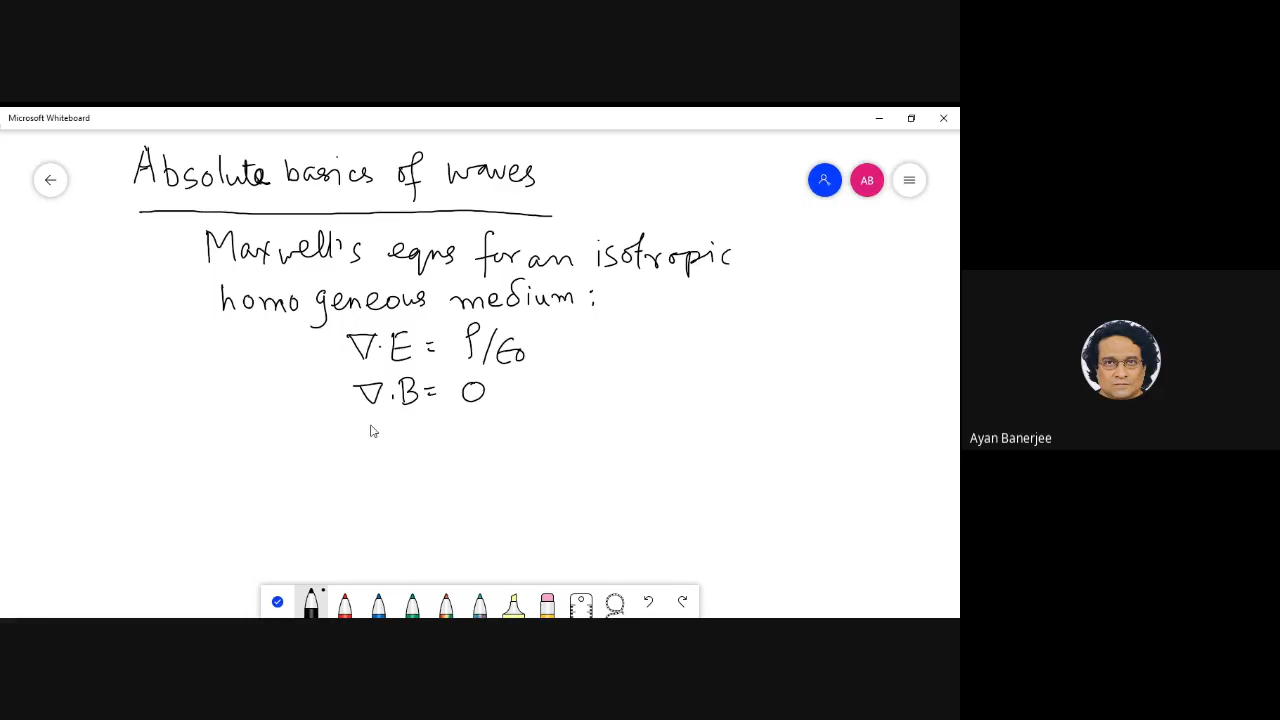 Microsoft Whiteboard
Absolute basics of waves
AB
Maxwell's eqns for an isotropic
homogeneous medium:
∇·E = ρ/ϵ₀
∇·B = 0
Ayan Banerjee